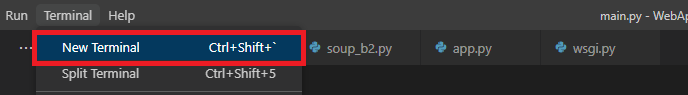 Run Terminal Help main.py - WebAp
... New Terminal Ctrl+Shift+` soup_b2.py app.py wsgi.py
Split Terminal Ctrl+Shift+5